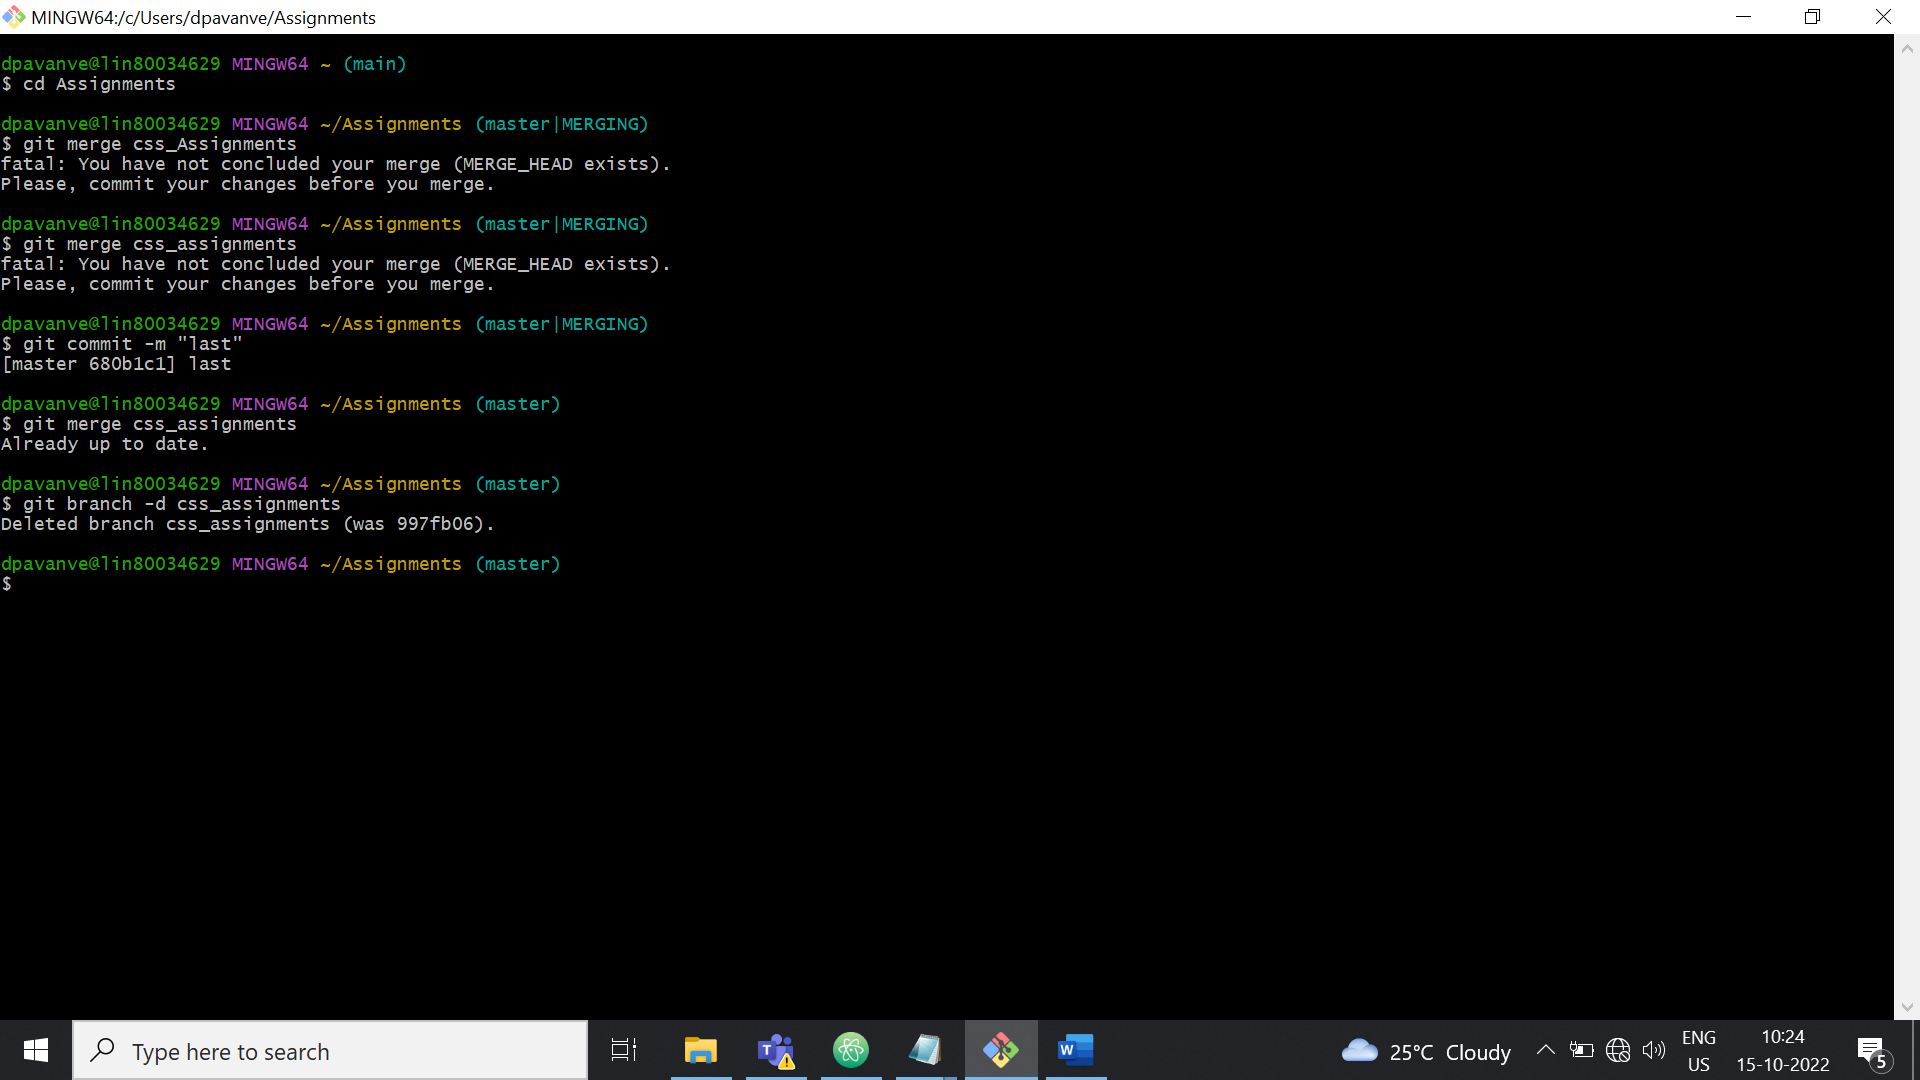 MINGW64:/c/Users/dpavanve/Assignments
dpavanve@lin80034629 MINGW64 ~ (main)
$ cd Assignments
dpavanve@lin80034629 MINGW64 ~/Assignments (master|MERGING)
$ git merge css_Assignments
fatal: You have not concluded your merge (MERGE_HEAD exists).
Please, commit your changes before you merge.
dpavanve@lin80034629 MINGW64 ~/Assignments (master|MERGING)
$ git merge css_assignments
fatal: You have not concluded your merge (MERGE_HEAD exists).
Please, commit your changes before you merge.
dpavanve@lin80034629 MINGW64 ~/Assignments (master|MERGING)
$ git commit -m "last"
[master 680b1c1] last
dpavanve@lin80034629 MINGW64 ~/Assignments (master)
$ git merge css_assignments
Already up to date.
dpavanve@lin80034629 MINGW64 ~/Assignments (master)
$ git branch -d css_assignments
Deleted branch css_assignments (was 997fb06).
dpavanve@lin80034629 MINGW64 ~/Assignments (master)
$
Type here to search
25°C Cloudy
ENG
US
10:24
15-10-2022
5